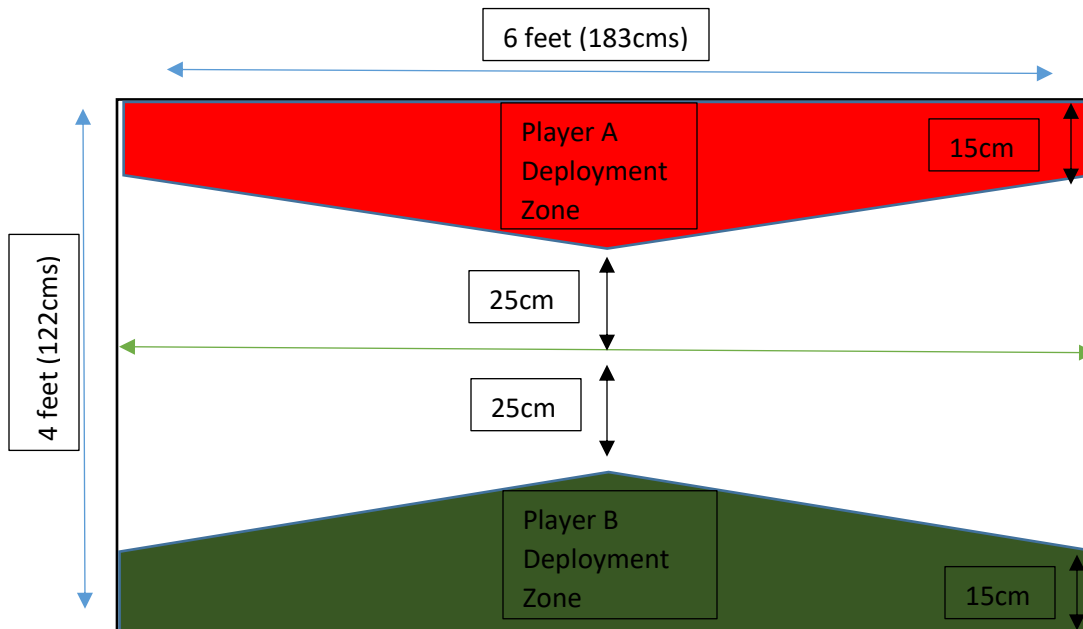 6 feet (183cms)
Player A
Deployment
Zone
15cm
25cm
4 feet (122cms)
25cm
Player B
Deployment
Zone
15cm